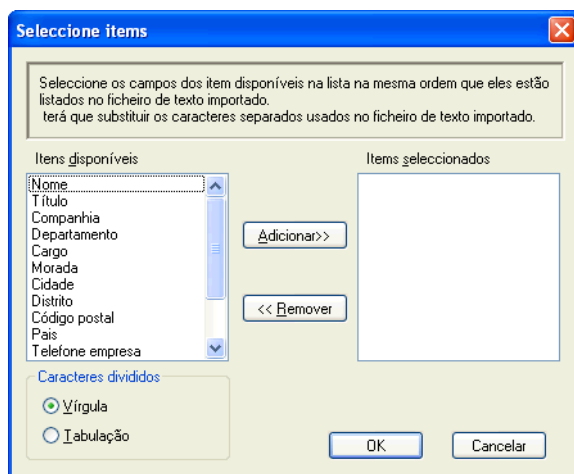 Seleccione items
Seleccione os campos dos item disponíveis na lista na mesma ordem que eles estão
listados no ficheiro de texto importado.
terá que substituir os caracteres separados usados no ficheiro de texto importado.
Itens disponíveis
Items seleccionados
Nome
Título
Companhia
Departamento
Cargo
Morada
Cidade
Distrito
Código postal
Pais
Telefone empresa
Adicionar>>
<< Remover
Caracteres divididos
Vírgula
Tabulação
OK
Cancelar